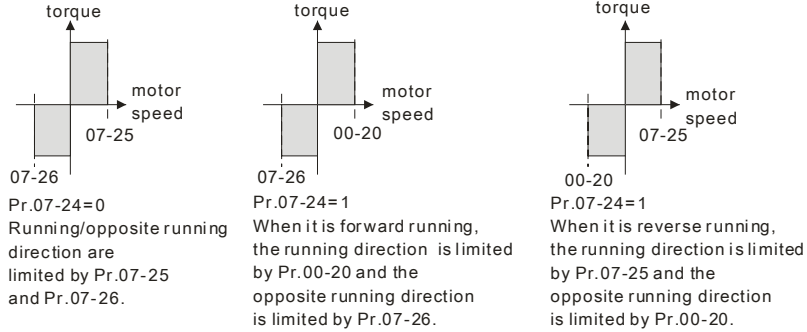 torque
motor
speed
07-25
07-26
Pr.07-24=0
Running/opposite running
direction are
limited by Pr.07-25
and Pr.07-26.
torque
motor
speed
00-20
07-26
Pr.07-24=1
When it is forward running,
the running direction is limited
by Pr.00-20 and the
opposite running direction
is limited by Pr.07-26.
torque
motor
speed
07-25
00-20
Pr.07-24=1
When it is reverse running,
the running direction is limited
by Pr.07-25 and the
opposite running direction
is limited by Pr.00-20.